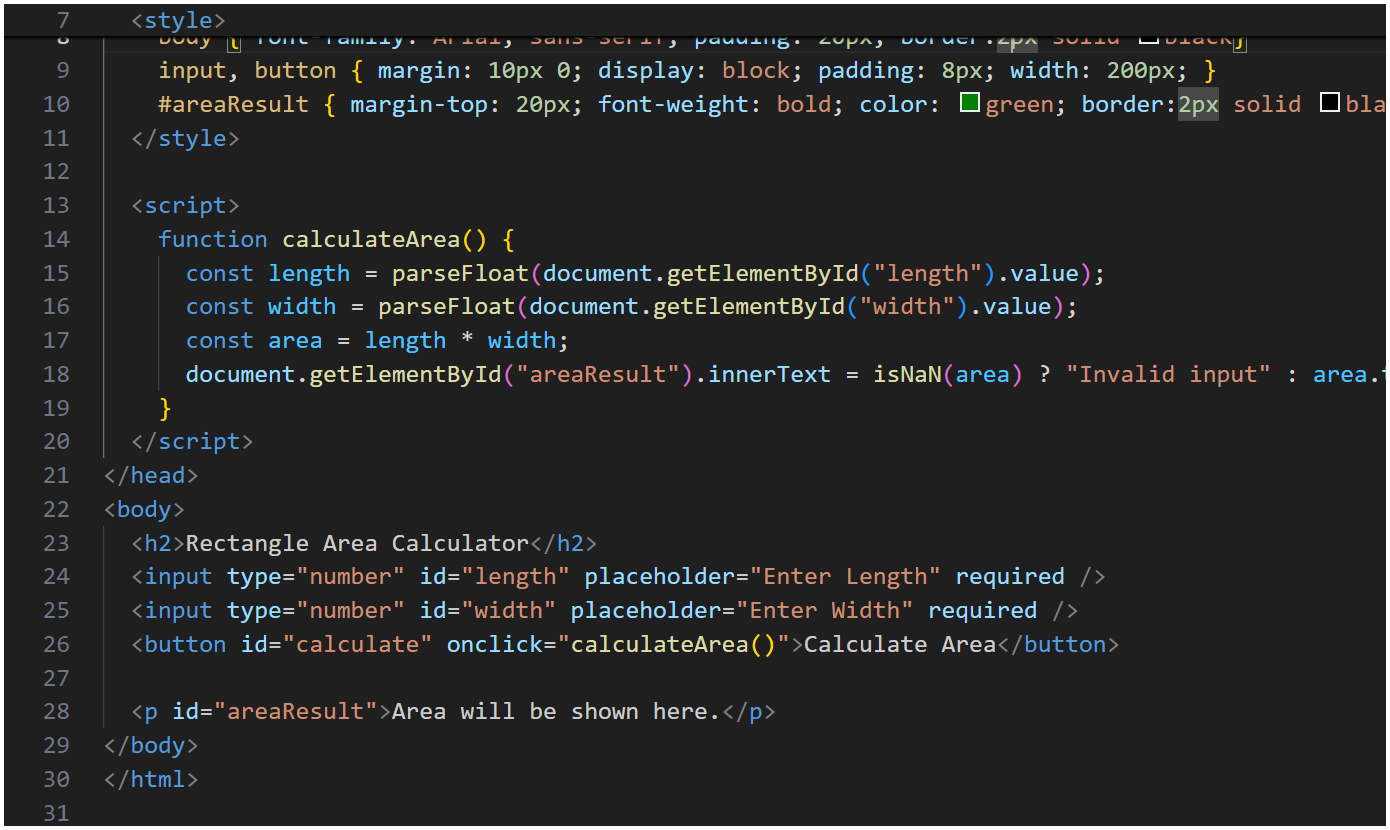 7 <style>
8 body { font-family: Arial, sans-serif; padding: 20px; border:2px solid black}
9 input, button { margin: 10px 0; display: block; padding: 8px; width: 200px; }
10 #areaResult { margin-top: 20px; font-weight: bold; color: green; border:2px solid bla
11 </style>
12
13 <script>
14 function calculateArea() {
15 const length = parseFloat(document.getElementById("length").value);
16 const width = parseFloat(document.getElementById("width").value);
17 const area = length * width;
18 document.getElementById("areaResult").innerText = isNaN(area) ? "Invalid input" : area.
19 }
20 </script>
21 </head>
22 <body>
23 <h2>Rectangle Area Calculator</h2>
24 <input type="number" id="length" placeholder="Enter Length" required />
25 <input type="number" id="width" placeholder="Enter Width" required />
26 <button id="calculate" onclick="calculateArea()">Calculate Area</button>
27
28 <p id="areaResult">Area will be shown here.</p>
29 </body>
30 </html>
31